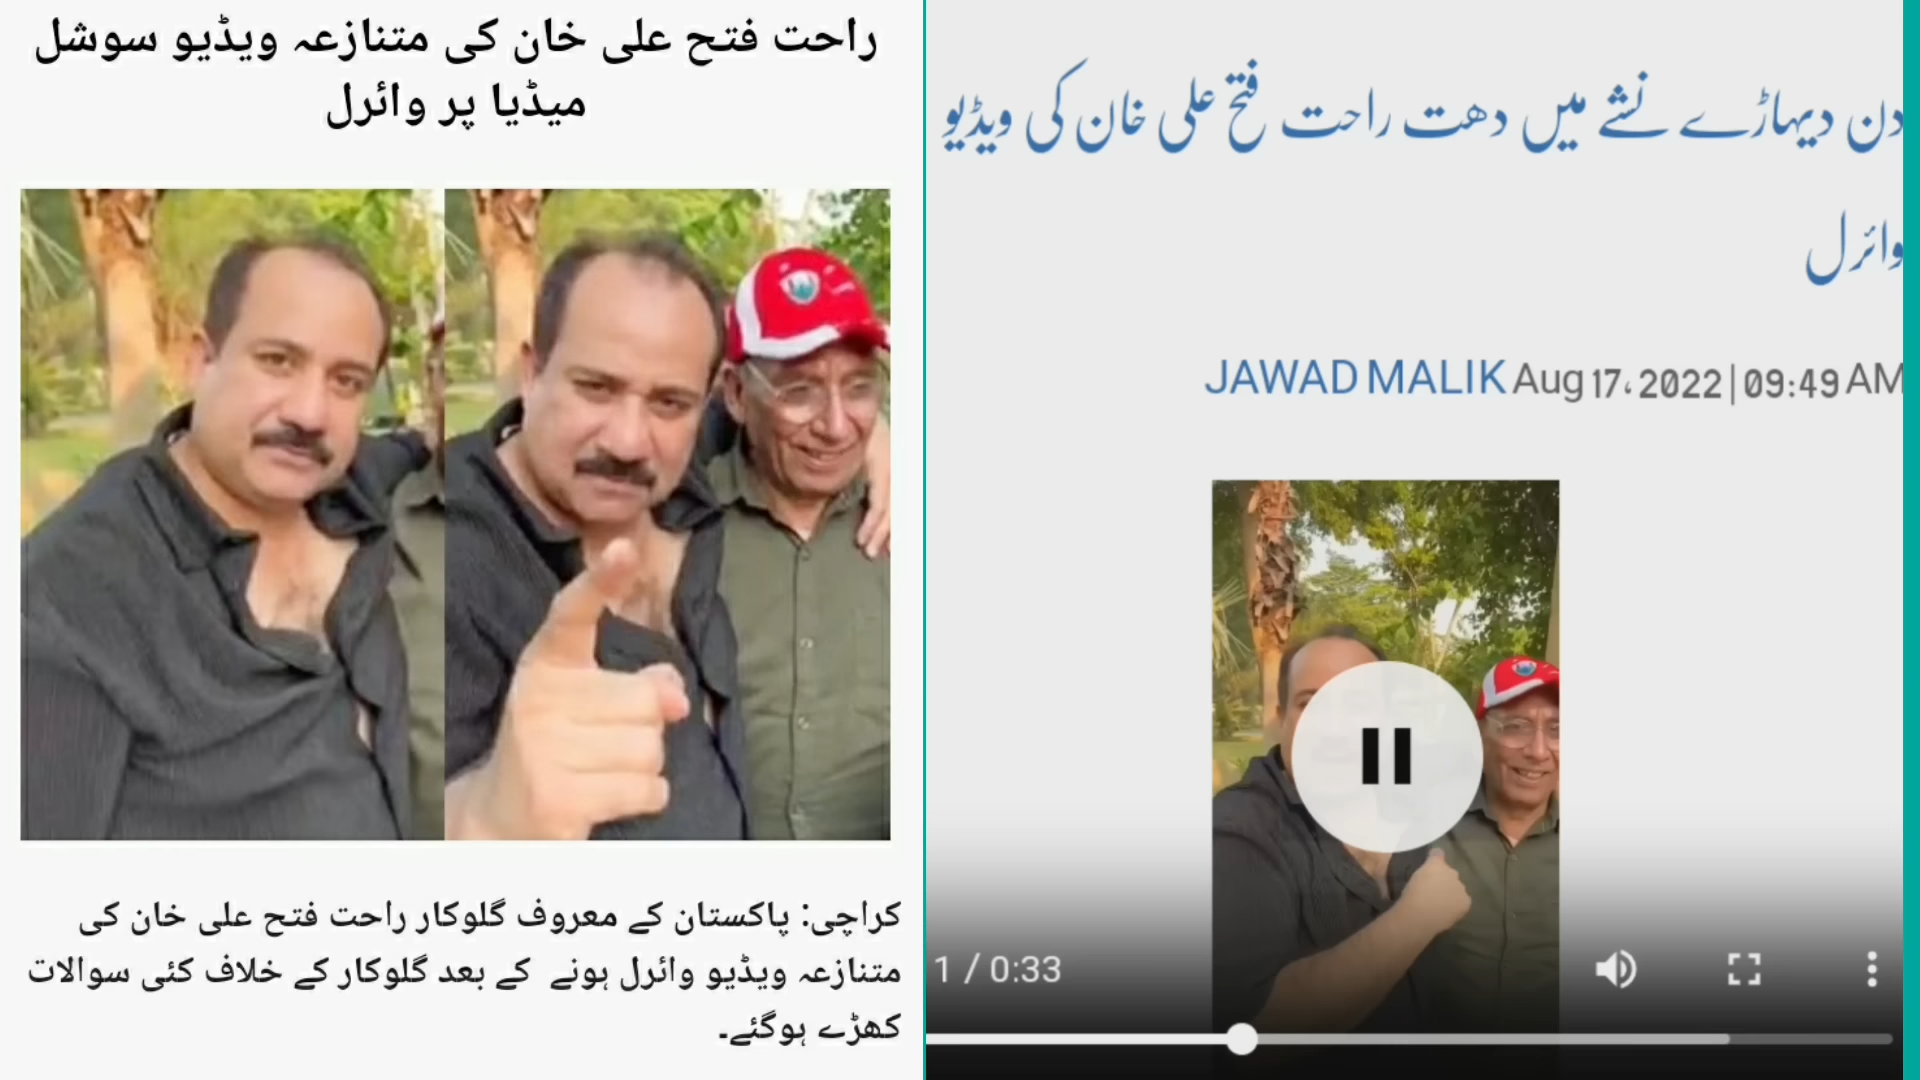 راحت فتح علی خان کی متنازعہ ویڈیو سوشل
میڈیا پر وائرل
کراچی: پاکستان کے معروف گلوکار راحت فتح علی خان کی
متنازعہ ویڈیو وائرل ہونے کے بعد گلوکار کے خلاف کئی سوالات
کھڑے ہوگئے۔
دن دیہاڑے نشے میں دھت راحت فتح علی خان کی ویڈیو
وائرل
JAWAD MALIK Aug 17، 2022 | 09:49 AM
1 / 0:33